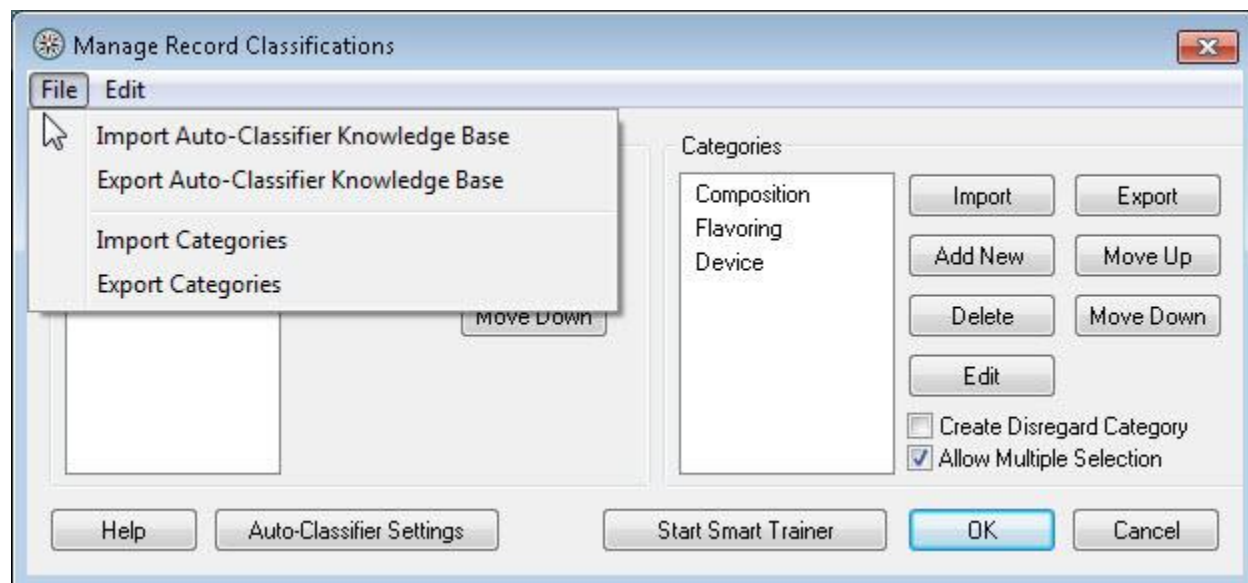 Manage Record Classifications
File Edit
Import Auto-Classifier Knowledge Base
Export Auto-Classifier Knowledge Base
Import Categories
Export Categories
Move Down
Categories
Composition
Flavoring
Device
Import Export
Add New Move Up
Delete Move Down
Edit
Create Disregard Category
Allow Multiple Selection
Help Auto-Classifier Settings Start Smart Trainer OK Cancel